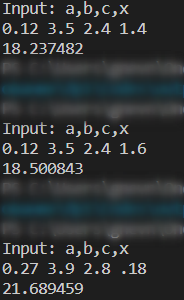 Input: a,b,c,x
0.12 3.5 2.4 1.4
18.237482
Input: a,b,c,x
0.12 3.5 2.4 1.6
18.500843
Input: a,b,c,x
0.27 3.9 2.8 .18
21.689459